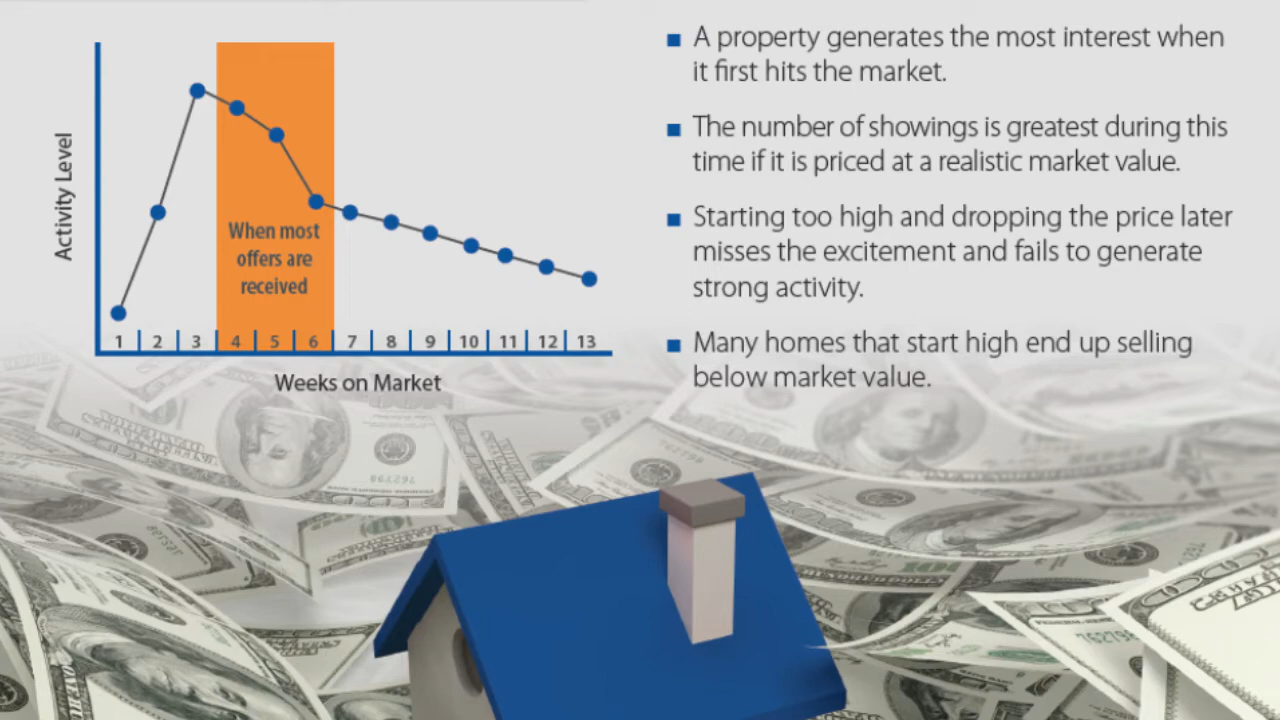 Activity Level
When most
offers are
received
1 2 3 4 5 6 7 8 9 10 11 12 13
Weeks on Market
A property generates the most interest when
it first hits the market.
The number of showings is greatest during this
time if it is priced at a realistic market value.
Starting too high and dropping the price later
misses the excitement and fails to generate
strong activity.
Many homes that start high end up selling
below market value.